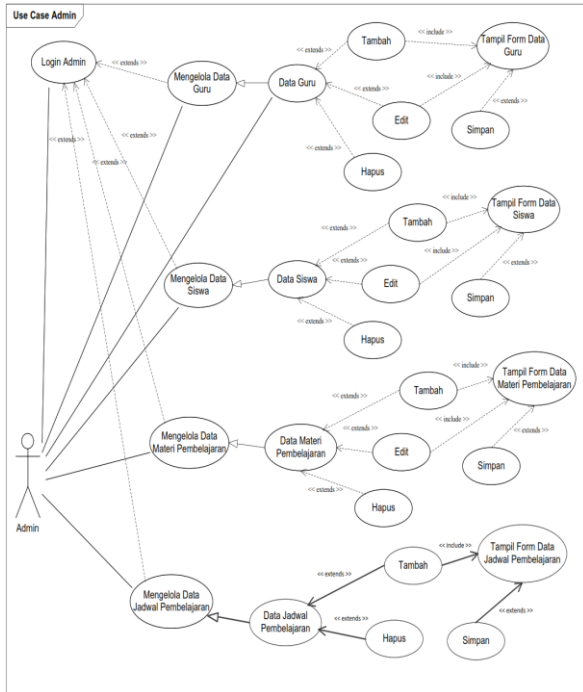 Use Case Admin
Login Admin
<< extends >>
Mengelola Data
Guru
Data Guru
<< extends >>
Tambah
<< include >>
Tampil Form Data
Guru
<< extends >>
Edit
<< include >>
<< extends >>
Simpan
<< extends >>
Hapus
<< extends >>
<< extends >>
<< extends >>
Mengelola Data
Siswa
Data Siswa
<< extends >>
Tambah
<< include >>
Tampil Form Data
Siswa
<< extends >>
Edit
<< include >>
<< extends >>
Simpan
<< extends >>
Hapus
Mengelola Data
Materi Pembelajaran
Data Materi
Pembelajaran
<< extends >>
Tambah
<< include >>
Tampil Form Data
Materi Pembelajaran
<< extends >>
Edit
<< include >>
<< extends >>
Simpan
<< extends >>
Hapus
Admin
Mengelola Data
Jadwal Pembelajaran
Data Jadwal
Pembelajaran
<< extends >>
Tambah
<< include >>
Tampil Form Data
Jadwal Pembelajaran
<< extends >>
Hapus
<< extends >>
Simpan